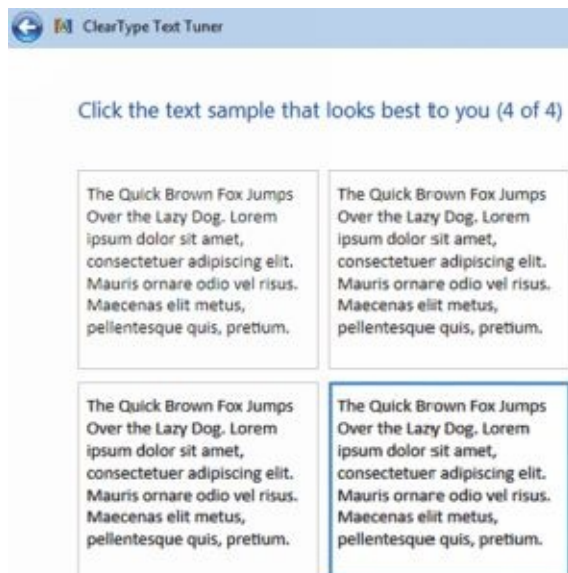 ClearType Text Tuner
Click the text sample that looks best to you (4 of 4)
The Quick Brown Fox Jumps
Over the Lazy Dog. Lorem
ipsum dolor sit amet,
consectetuer adipiscing elit.
Mauris ornare odio vel risus.
Maecenas elit metus,
pellentesque quis, pretium.
The Quick Brown Fox Jumps
Over the Lazy Dog. Lorem
ipsum dolor sit amet,
consectetuer adipiscing elit.
Mauris ornare odio vel risus.
Maecenas elit metus,
pellentesque quis, pretium.
The Quick Brown Fox Jumps
Over the Lazy Dog. Lorem
ipsum dolor sit amet,
consectetuer adipiscing elit.
Mauris ornare odio vel risus.
Maecenas elit metus,
pellentesque quis, pretium.
The Quick Brown Fox Jumps
Over the Lazy Dog. Lorem
ipsum dolor sit amet,
consectetuer adipiscing elit.
Mauris ornare odio vel risus.
Maecenas elit metus,
pellentesque quis, pretium.